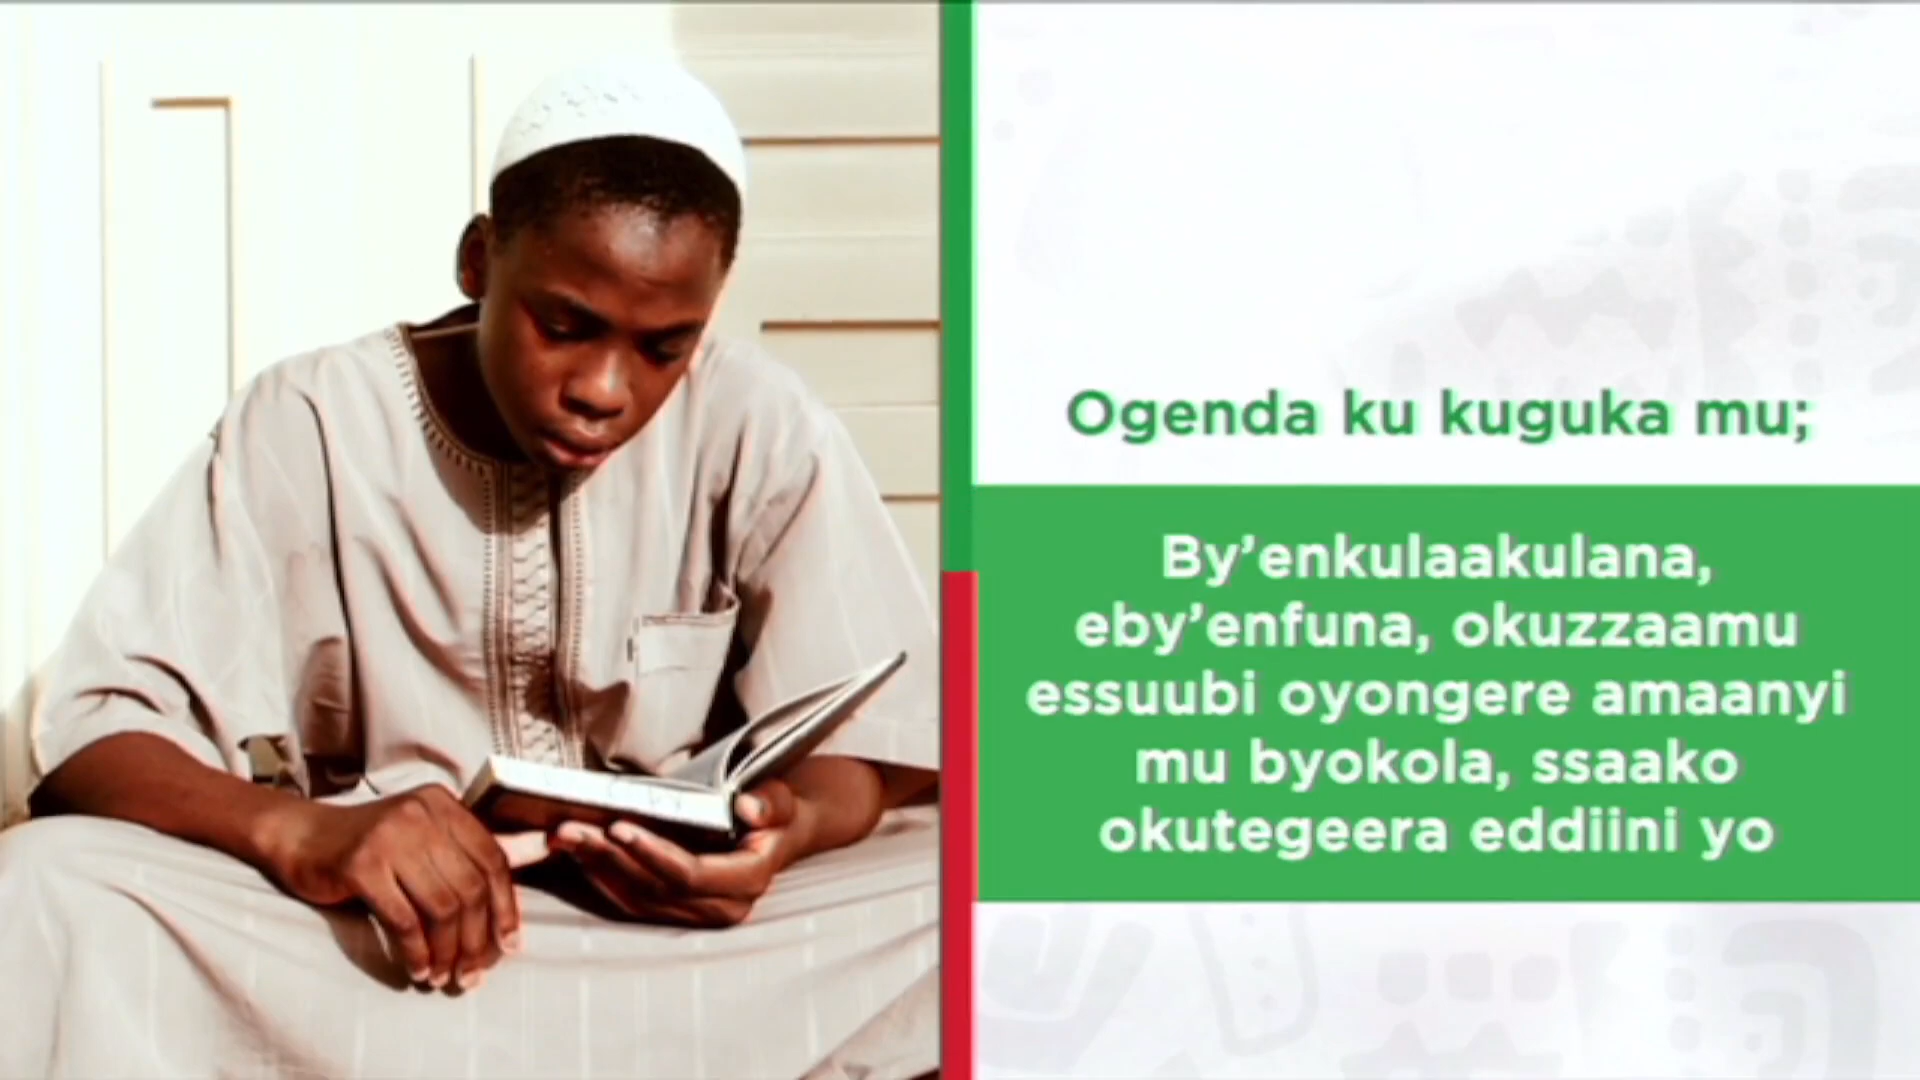 Ogenda ku kuguka mu;
By’enkulaakulana,
eby’enfuna, okuzzaamu
essuubi oyongere amaanyi
mu byokola, ssaako
okutegeera eddiini yo